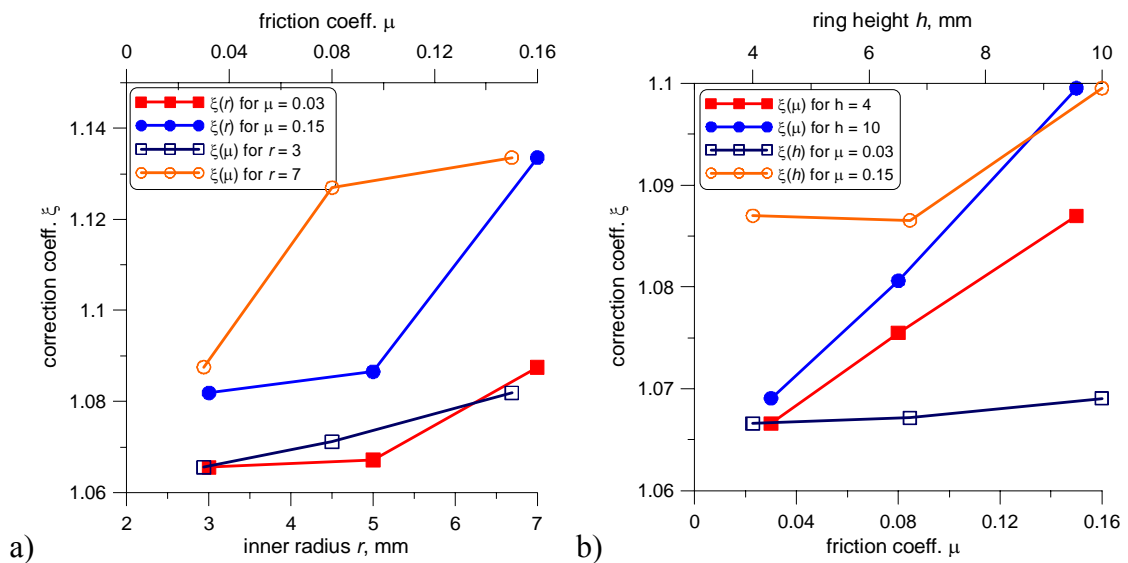 friction coeff. μ
0 0.04 0.08 0.12 0.16
ξ(r) for μ = 0.03
ξ(r) for μ = 0.15
ξ(μ) for r = 3
ξ(μ) for r = 7
correction coeff. ξ
1.14
1.12
1.1
1.08
1.06
2 3 4 5 6 7
inner radius r, mm
a)
ring height h, mm
4 6 8 10
ξ(μ) for h = 4
ξ(μ) for h = 10
ξ(h) for μ = 0.03
ξ(h) for μ = 0.15
correction coeff. ξ
1.1
1.09
1.08
1.07
1.06
0 0.04 0.08 0.12 0.16
friction coeff. μ
b)